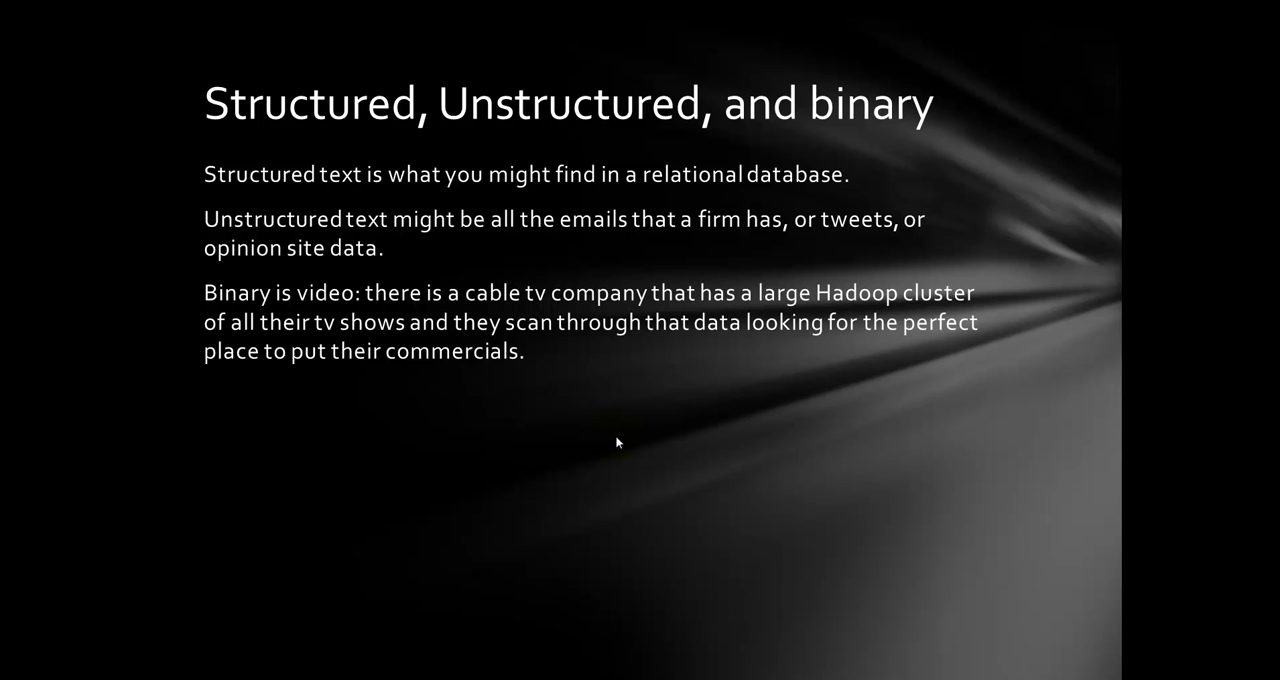 Structured, Unstructured, and binary
Structured text is what you might find in a relational database.
Unstructured text might be all the emails that a firm has, or tweets, or
opinion site data.
Binary is video: there is a cable tv company that has a large Hadoop cluster
of all their tv shows and they scan through that data looking for the perfect
place to put their commercials.